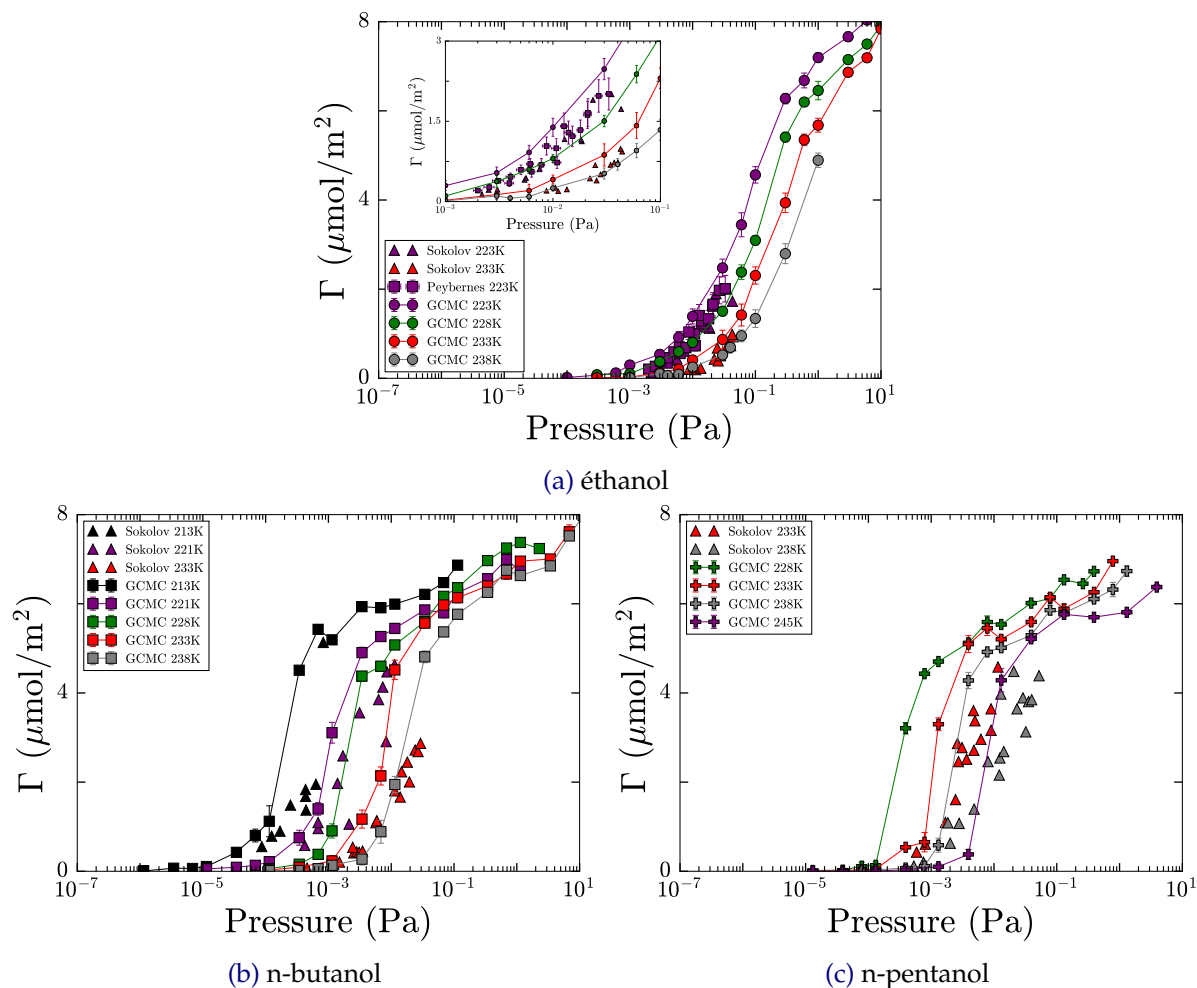 8
4
0
Γ (μmol/m²)
3
1.5
0
Γ (μmol/m²)
10⁻³ 10⁻² 10⁻¹
Pressure (Pa)
Sokolov 223K
Sokolov 233K
Peybernes 223K
GCMC 223K
GCMC 228K
GCMC 233K
GCMC 238K
10⁻⁷ 10⁻⁵ 10⁻³ 10⁻¹ 10¹
Pressure (Pa)
(a) éthanol
8
4
0
Γ (μmol/m²)
Sokolov 213K
Sokolov 221K
Sokolov 233K
GCMC 213K
GCMC 221K
GCMC 228K
GCMC 233K
GCMC 238K
10⁻⁷ 10⁻⁵ 10⁻³ 10⁻¹ 10¹
Pressure (Pa)
(b) n-butanol
8
4
0
Γ (μmol/m²)
Sokolov 233K
Sokolov 238K
GCMC 228K
GCMC 233K
GCMC 238K
GCMC 245K
10⁻⁷ 10⁻⁵ 10⁻³ 10⁻¹ 10¹
Pressure (Pa)
(c) n-pentanol